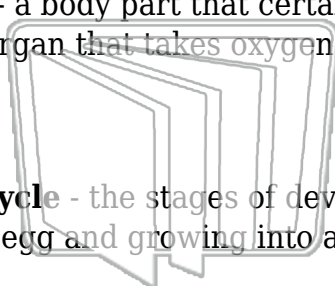 - a body part that certa
rgan that takes oxygen
ycle - the stages of dev
egg and growing into a